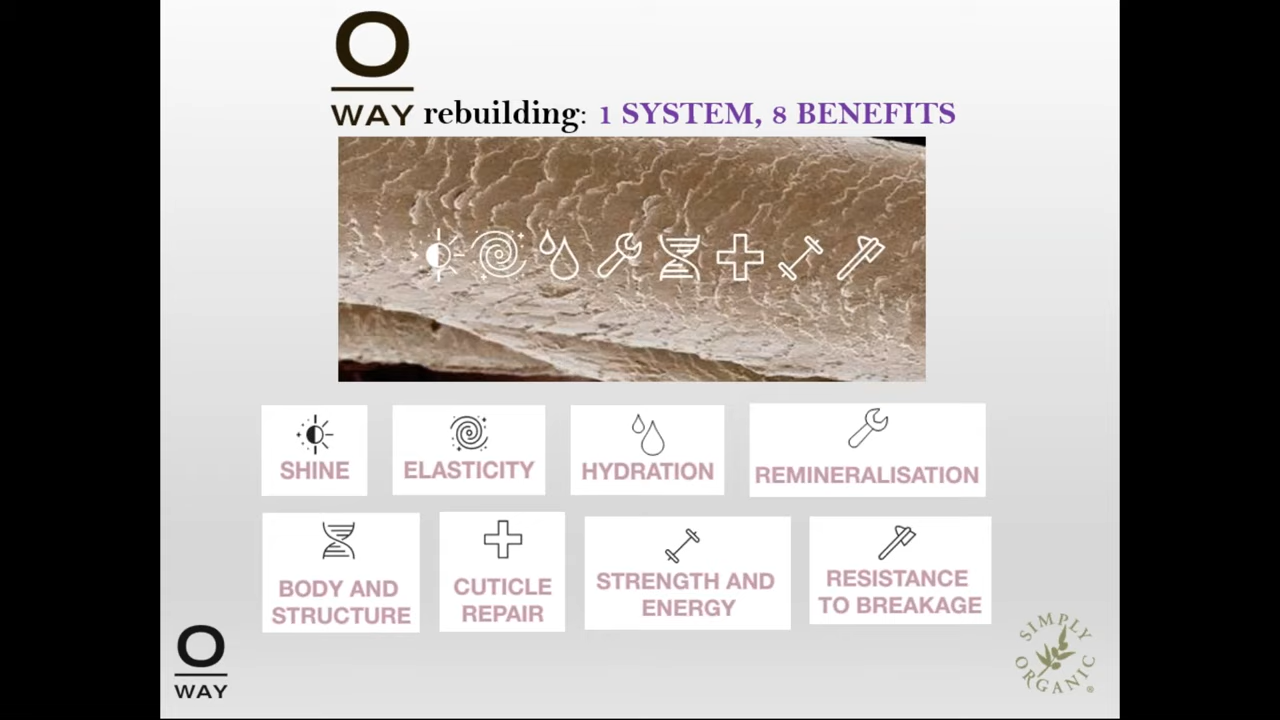 O
WAY rebuilding: 1 SYSTEM, 8 BENEFITS
SHINE
ELASTICITY
HYDRATION
REMINERALISATION
BODY AND
STRUCTURE
CUTICLE
REPAIR
STRENGTH AND
ENERGY
RESISTANCE
TO BREAKAGE
O
WAY
SIMPLY
ORGANIC®